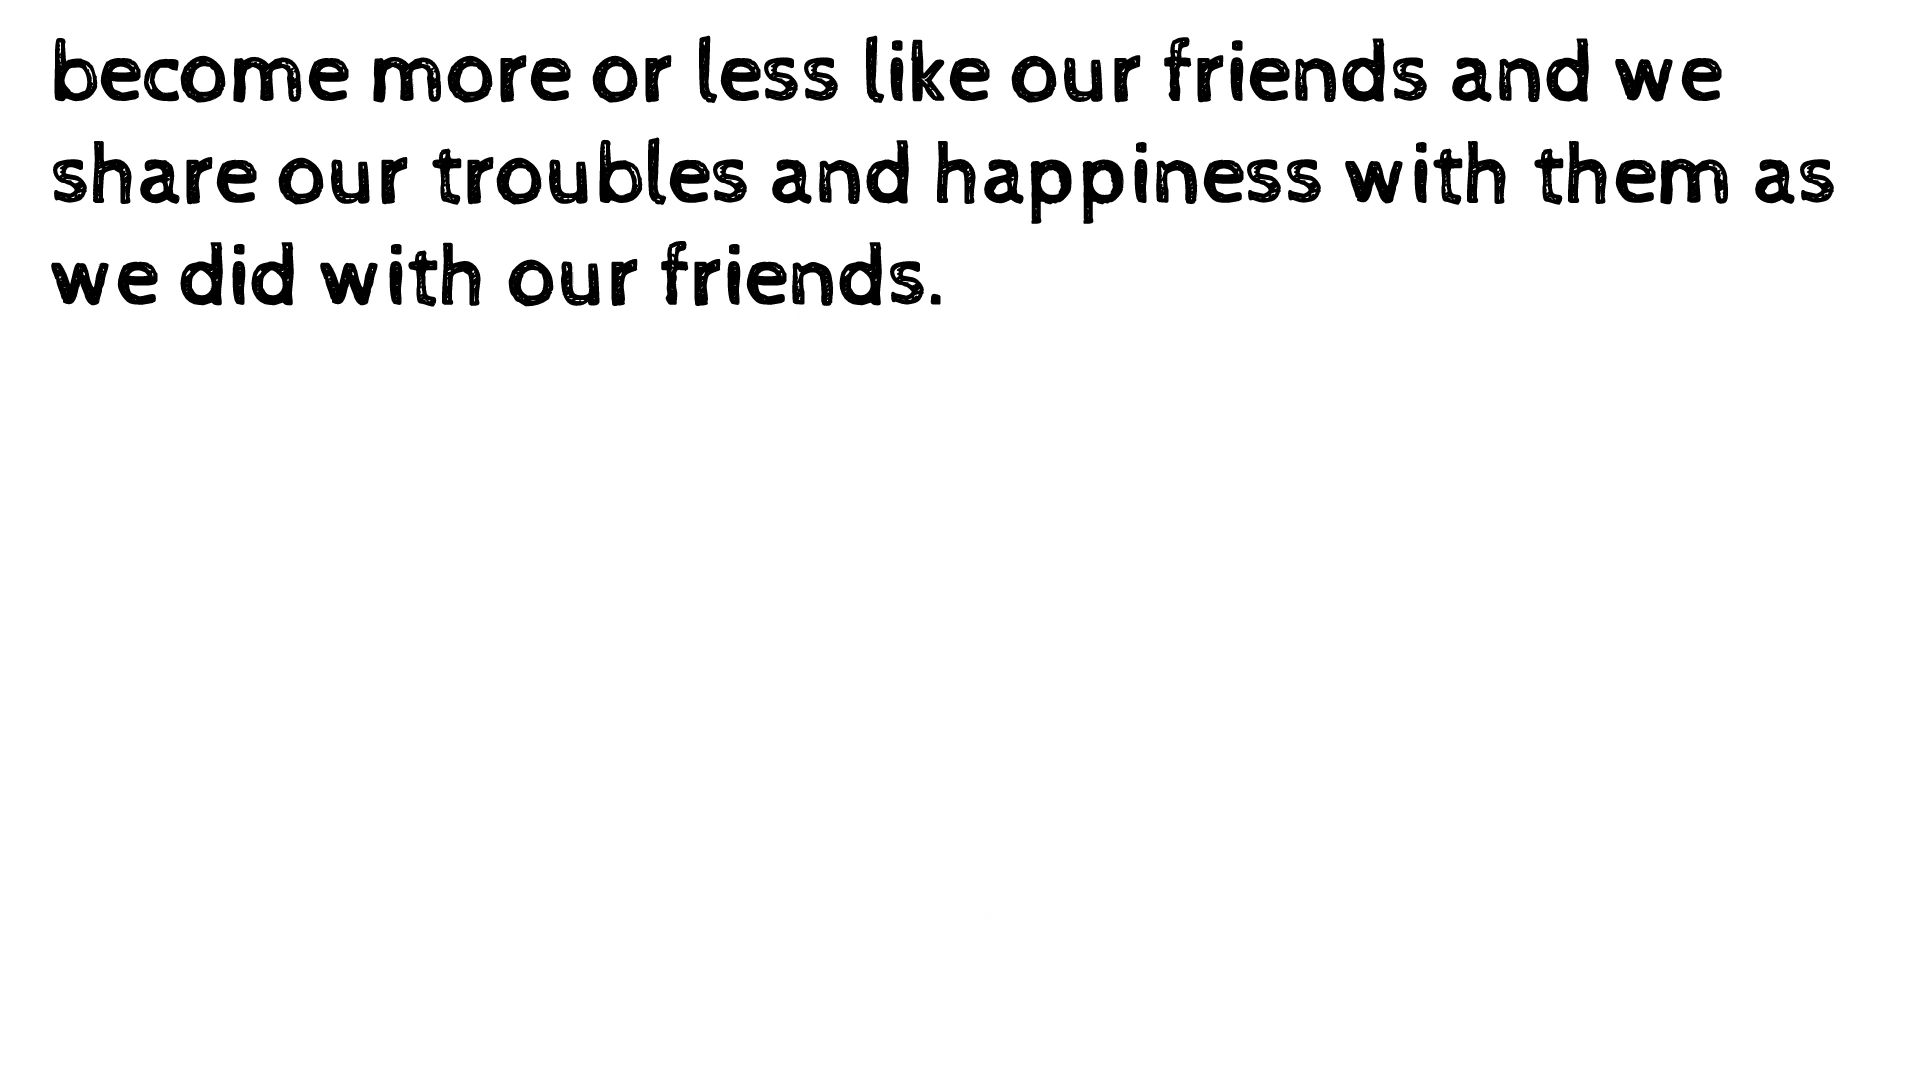 become more or less like our friends and we
share our troubles and happiness with them as
we did with our friends.